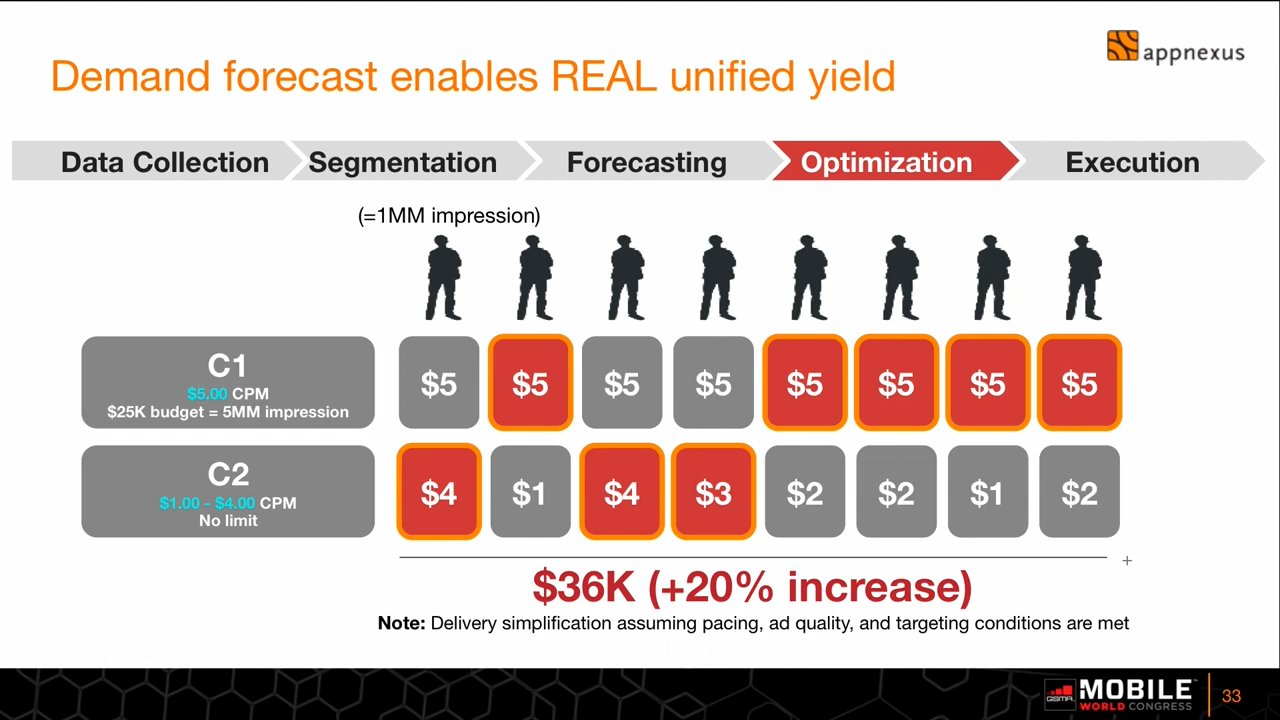 appnexus
Demand forecast enables REAL unified yield
Data Collection
Segmentation
Forecasting
Optimization
Execution
(=1MM impression)
C1
$5.00 CPM
$25K budget = 5MM impression
$5 $5 $5 $5 $5 $5 $5 $5
C2
$1.00 - $4.00 CPM
No limit
$4 $1 $4 $3 $2 $2 $1 $2
+
$36K (+20% increase)
Note: Delivery simplification assuming pacing, ad quality, and targeting conditions are met
GSMA
MOBILE
WORLD CONGRESS
33